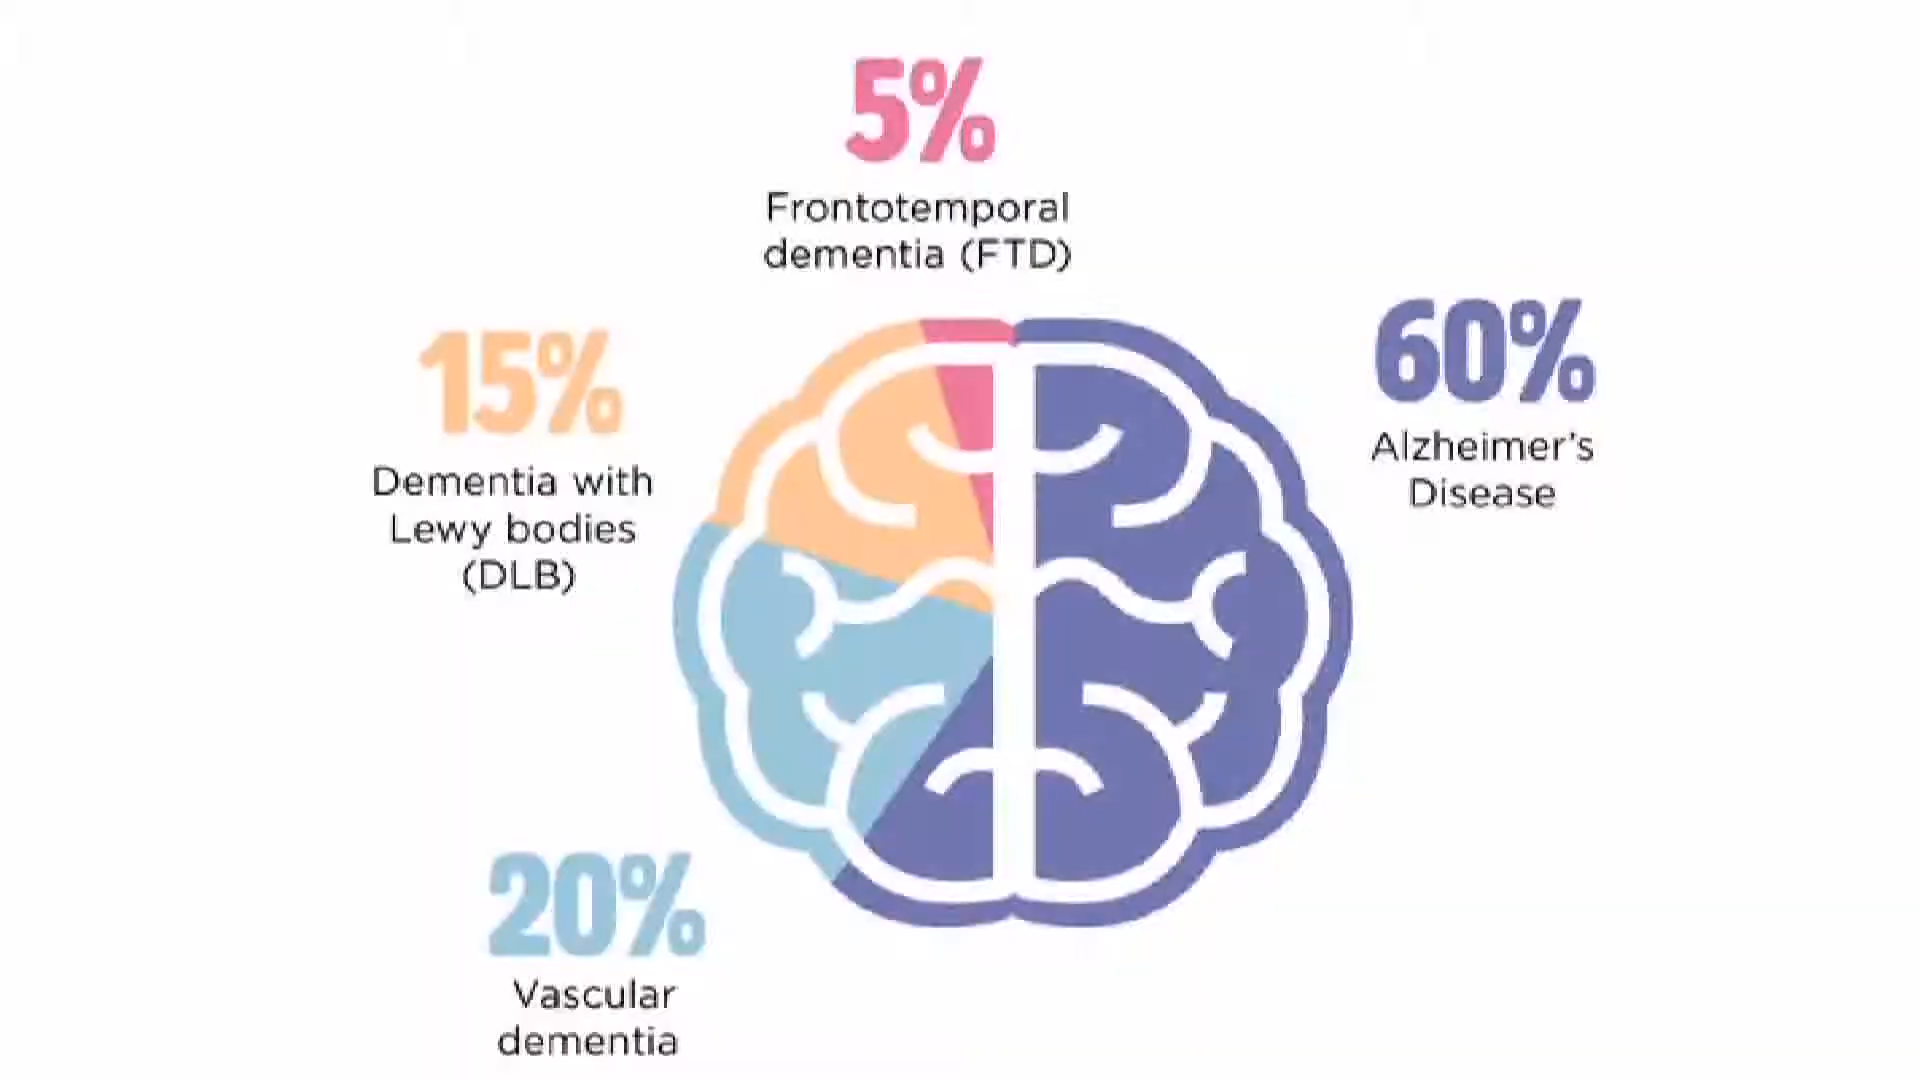 5%
Frontotemporal
dementia (FTD)
15%
Dementia with
Lewy bodies
(DLB)
60%
Alzheimer's
Disease
20%
Vascular
dementia